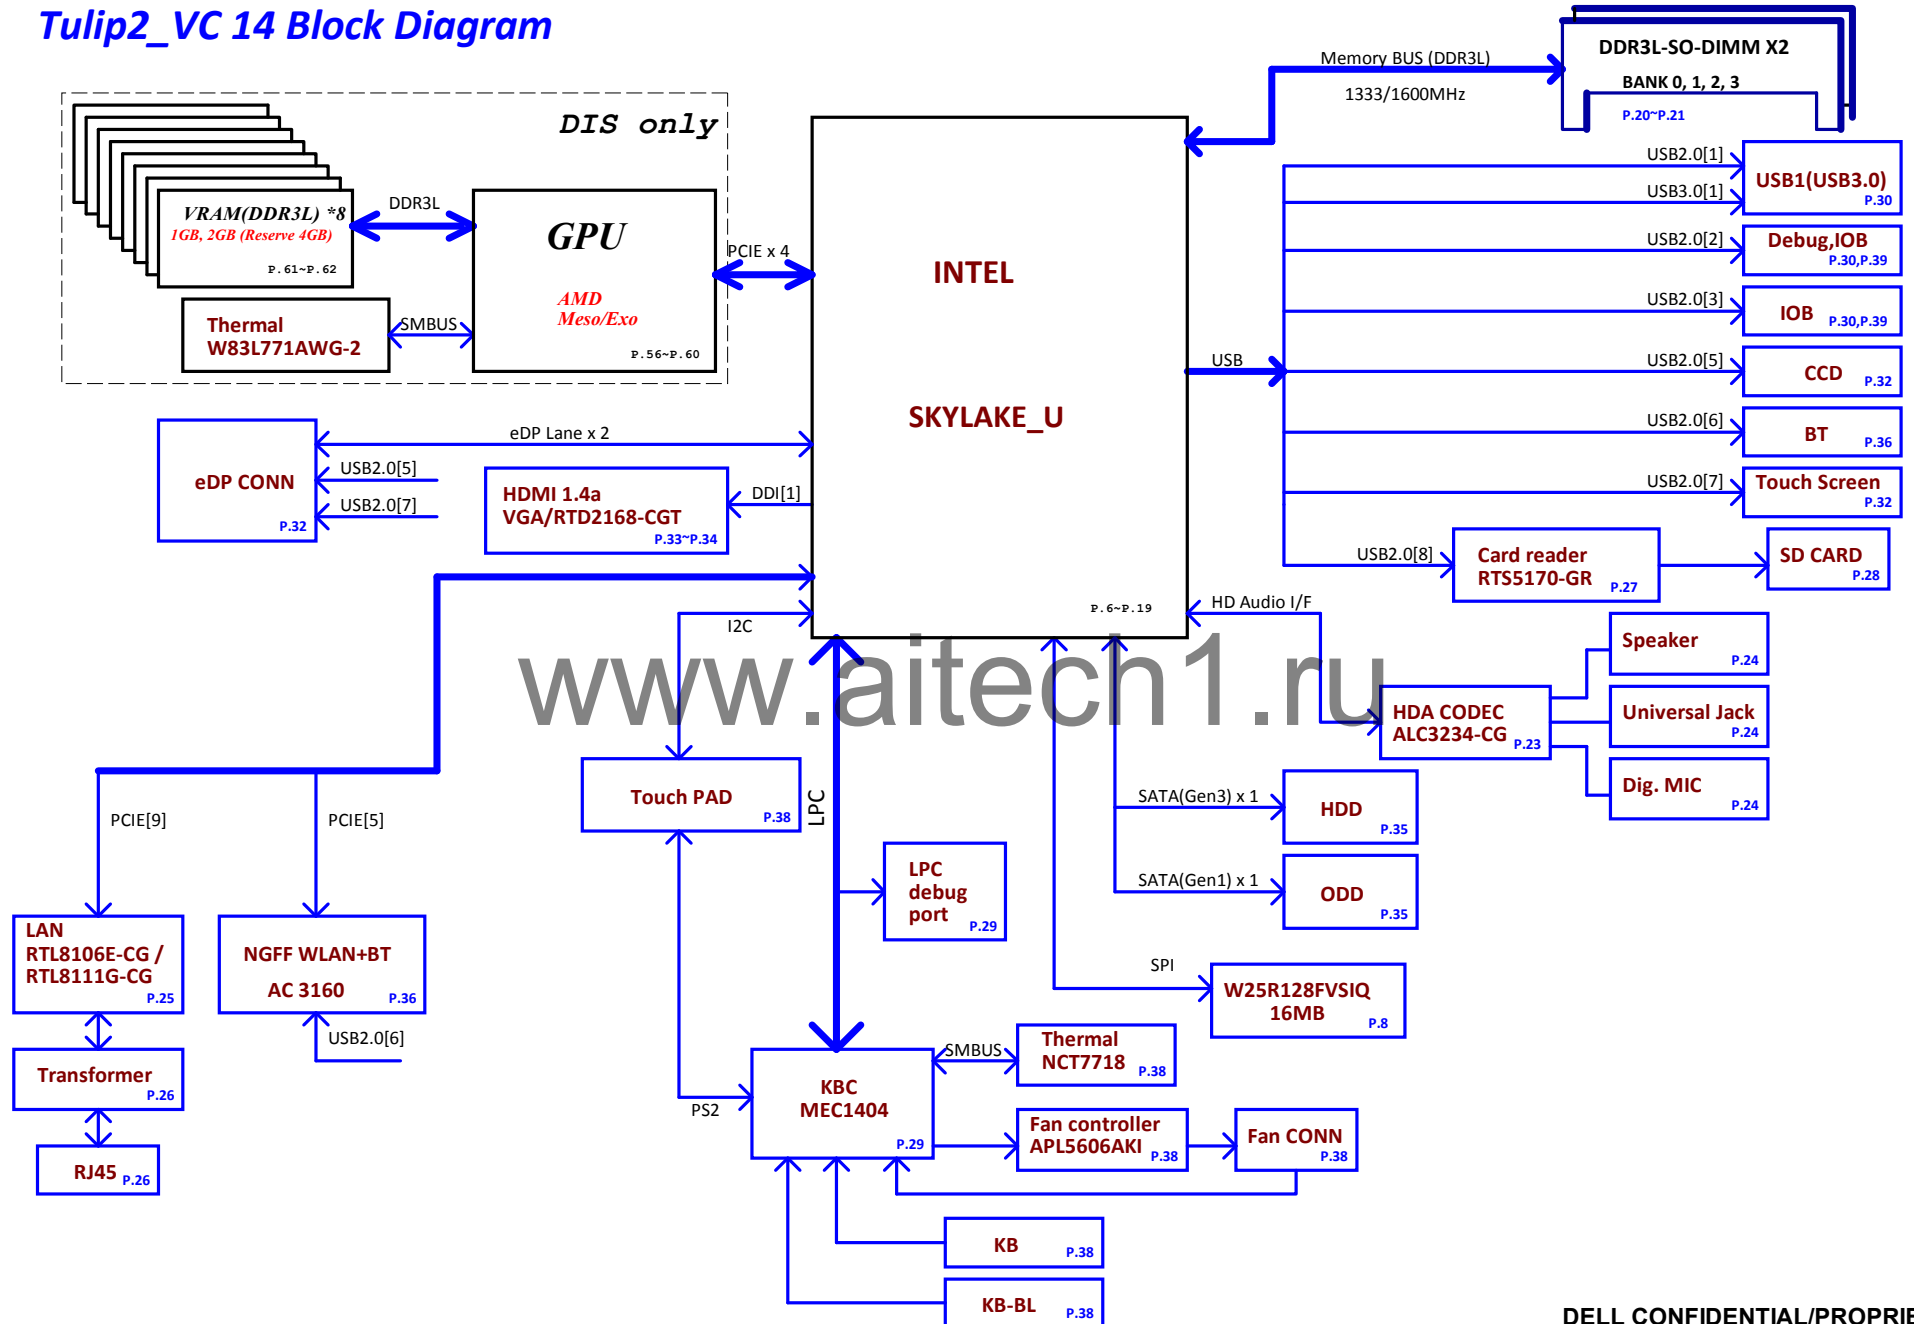 Tulip2_VC 14 Block Diagram
DIS only
VRAM(DDR3L) *8
1GB, 2GB (Reserve 4GB)
P.61~P.62
DDR3L
GPU
AMD
Meso/Exo
P.56~P.60
PCIE x 4
Thermal
W83L771AWG-2
SMBUS
INTEL
SKYLAKE_U
P.6~P.19
Memory BUS (DDR3L)
1333/1600MHz
DDR3L-SO-DIMM X2
BANK 0, 1, 2, 3
P.20~P.21
USB
USB2.0[1]
USB3.0[1]
USB1(USB3.0)
P.30
USB2.0[2]
Debug,IOB
P.30,P.39
USB2.0[3]
IOB P.30,P.39
USB2.0[5]
CCD P.32
USB2.0[6]
BT P.36
USB2.0[7]
Touch Screen
P.32
USB2.0[8]
Card reader
RTS5170-GR P.27
SD CARD
P.28
eDP CONN
P.32
eDP Lane x 2
USB2.0[5]
USB2.0[7]
HDMI 1.4a
VGA/RTD2168-CGT
P.33~P.34
DDI[1]
I2C
HD Audio I/F
www.aitech1.ru
HDA CODEC
ALC3234-CG P.23
Speaker
P.24
Universal Jack
P.24
Dig. MIC
P.24
Touch PAD
P.38
LPC
LPC
debug
port P.29
SATA(Gen3) x 1
HDD
P.35
SATA(Gen1) x 1
ODD
P.35
SPI
W25R128FVSIQ
16MB P.8
PCIE[9]
PCIE[5]
LAN
RTL8106E-CG /
RTL8111G-CG
P.25
NGFF WLAN+BT
AC 3160 P.36
USB2.0[6]
Transformer
P.26
RJ45 P.26
PS2
KBC
MEC1404
P.29
SMBUS
Thermal
NCT7718 P.38
Fan controller
APL5606AKI P.38
Fan CONN
P.38
KB P.38
KB-BL P.38
DELL CONFIDENTIAL/PROPRIE